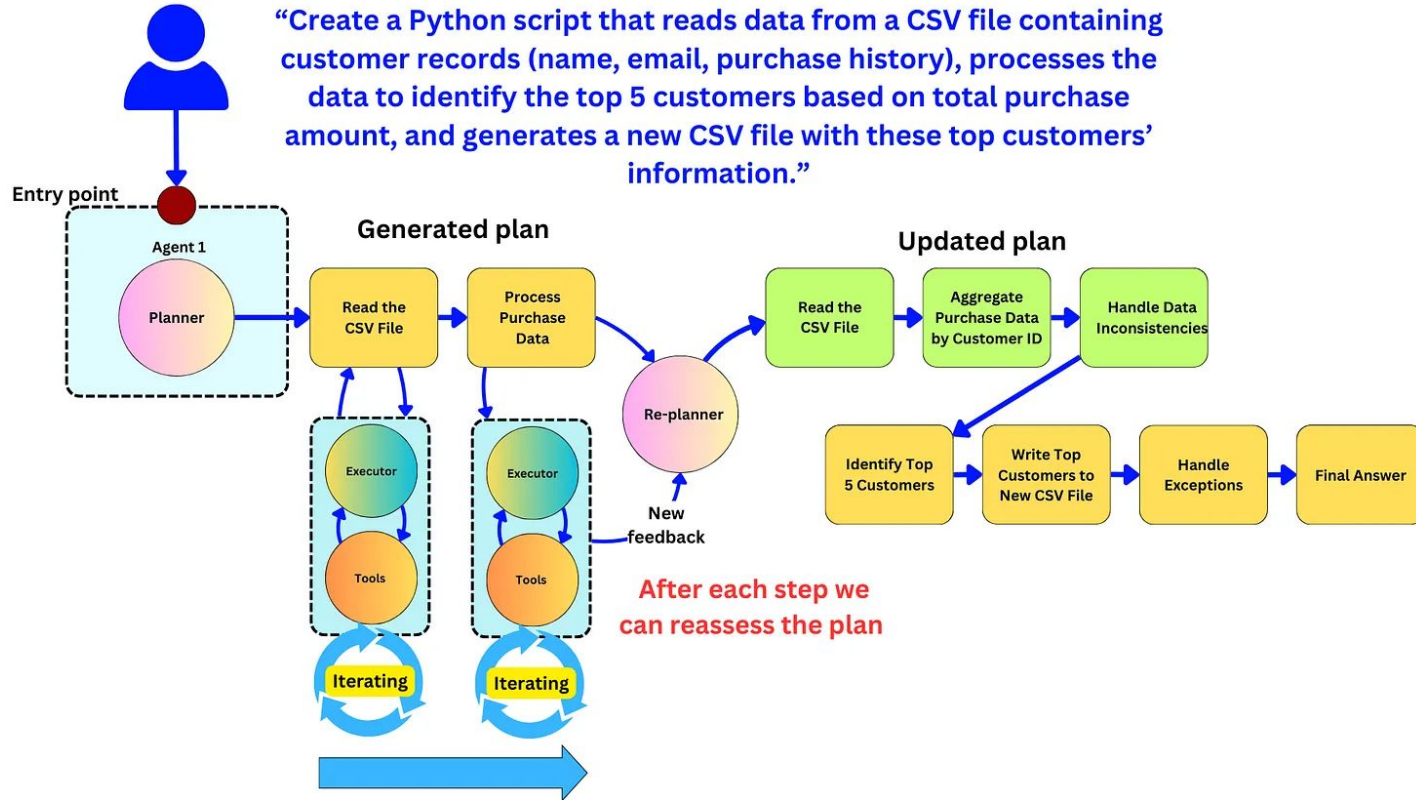 “Create a Python script that reads data from a CSV file containing
customer records (name, email, purchase history), processes the
data to identify the top 5 customers based on total purchase
amount, and generates a new CSV file with these top customers’
information.”
Entry point
Agent 1
Planner
Generated plan
Read the
CSV File
Process
Purchase
Data
Executor
Tools
Iterating
Executor
Tools
Iterating
Re-planner
New
feedback
After each step we
can reassess the plan
Updated plan
Read the
CSV File
Aggregate
Purchase Data
by Customer ID
Handle Data
Inconsistencies
Identify Top
5 Customers
Write Top
Customers to
New CSV File
Handle
Exceptions
Final Answer